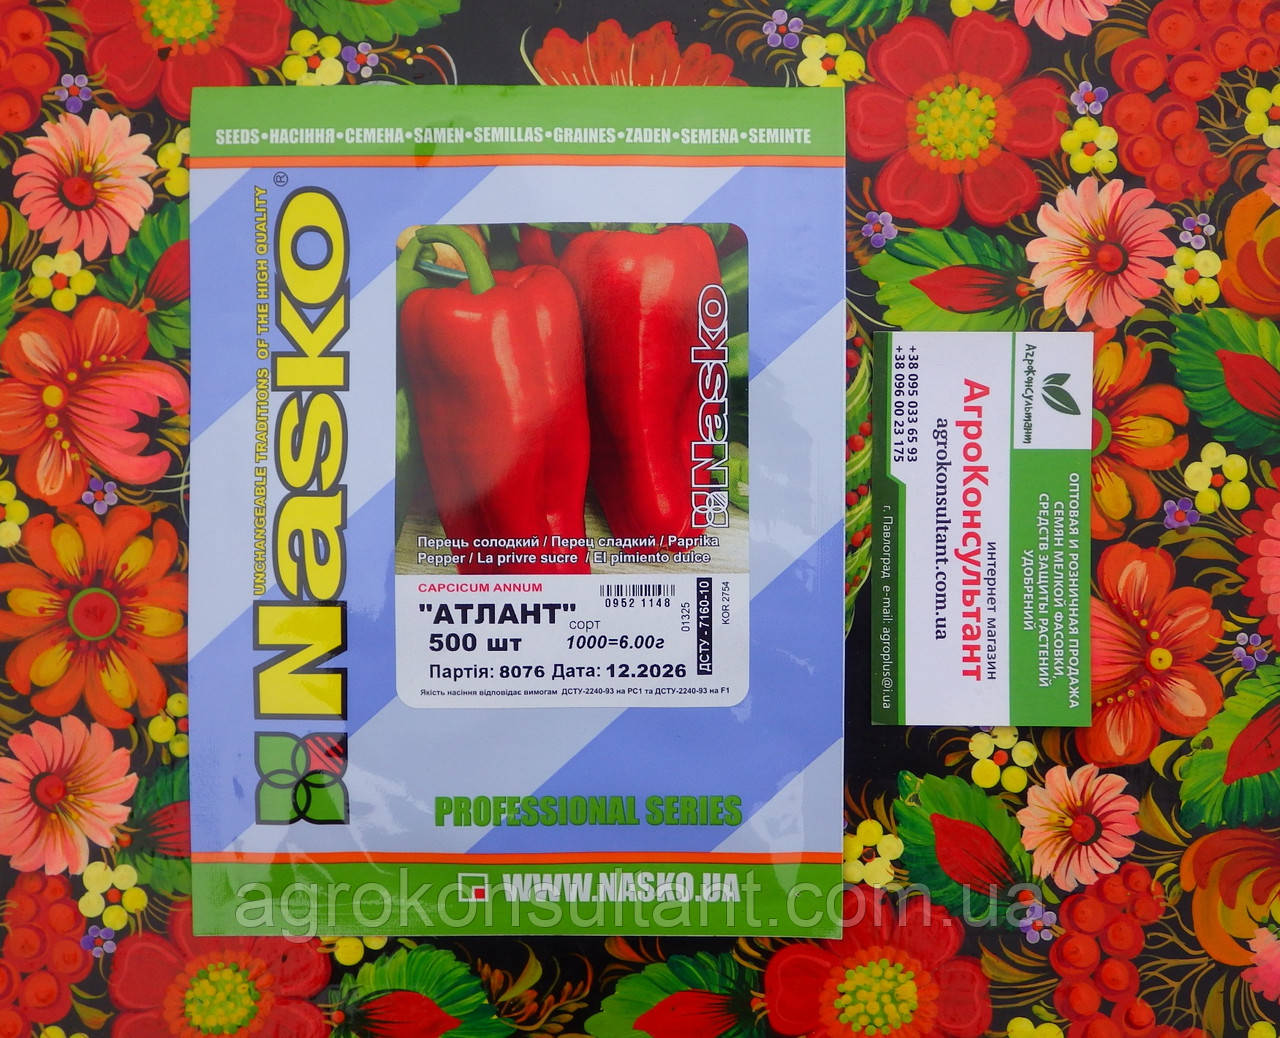 SEEDS•НАСІННЯ•СЕМЕНА•SAMEN•SEMILLAS•GRAINES•ZADEN•SEMENA•SEMINTE
Nasko®
UNCHANGEABLE TRADITIONS OF THE HIGH QUALITY
Nasko
Перець солодкий / Перец сладкий / Paprika
Pepper / La privre sucre / El pimiento dulce
CAPCICUM ANNUM
0952 1148
"АТЛАНТ" сорт
500 шт 1000=6.00г
Партія: 8076 Дата: 12.2026
01325
ДСТУ - 7160-10
KOR 2754
Якість насіння відповідає вимогам ДСТУ-2240-93 на РС1 та ДСТУ-2240-93 на F1
PROFESSIONAL SERIES
WWW.NASKO.UA
АгроКонсультант
ОПТОВАЯ И РОЗНИЧНАЯ ПРОДАЖА
СЕМЯН МЕЛКОЙ ФАСОВКИ,
СРЕДСТВ ЗАЩИТЫ РАСТЕНИЙ
УДОБРЕНИЙ
интернет магазин
АгроКонсультант
agrokonsultant.com.ua
+38 095 033 65 93
+38 096 00 23 175
г. Павлоград e-mail: agroplus@i.ua
agrokonsultant.com.ua